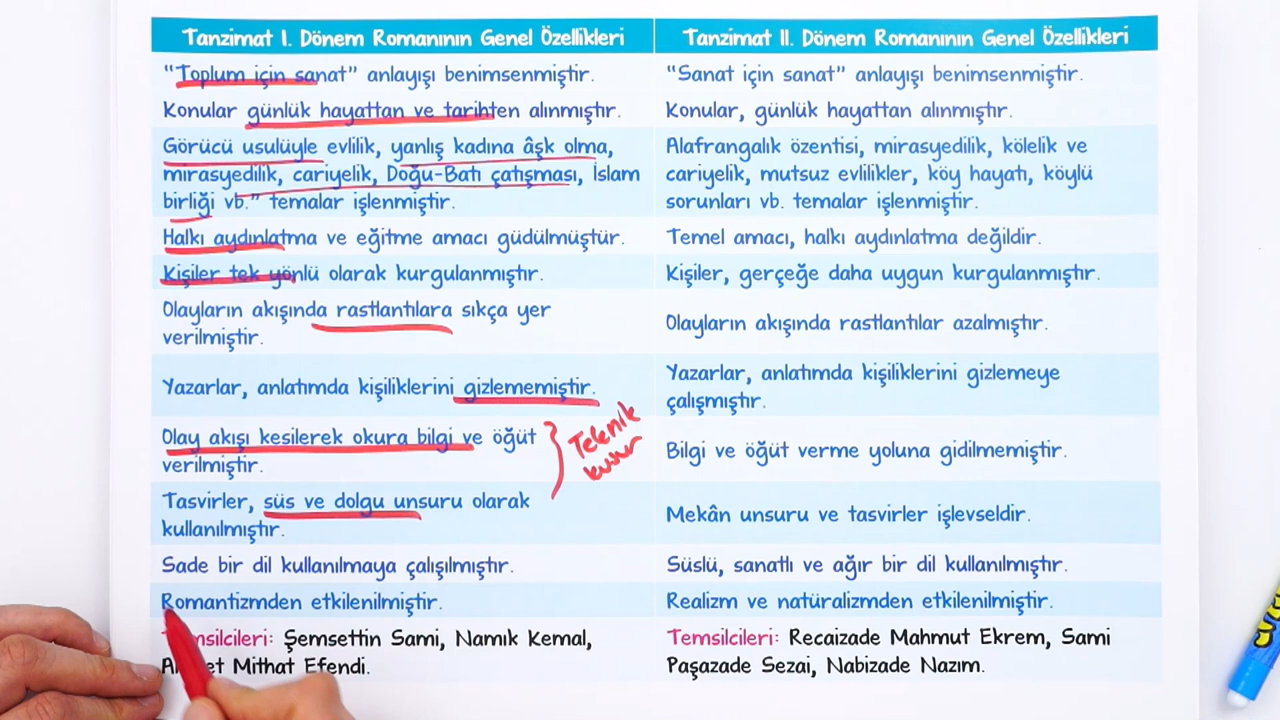 Tanzimat I. Dönem Romanının Genel Özellikleri
Tanzimat II. Dönem Romanının Genel Özellikleri
"Toplum için sanat" anlayışı benimsenmiştir.
"Sanat için sanat" anlayışı benimsenmiştir.
Konular günlük hayattan ve tarihten alınmıştır.
Konular, günlük hayattan alınmıştır.
Görücü usulüyle evlilik, yanlış kadına âşk olma,
mirasyedilik, cariyelik, Doğu-Batı çatışması, İslam
birliği vb." temalar işlenmiştir.
Alafrangalık özentisi, mirasyedilik, kölelik ve
cariyelik, mutsuz evlilikler, köy hayatı, köylü
sorunları vb. temalar işlenmiştir.
Halkı aydınlatma ve eğitme amacı güdülmüştür.
Temel amacı, halkı aydınlatma değildir.
Kişiler tek yönlü olarak kurgulanmıştır.
Kişiler, gerçeğe daha uygun kurgulanmıştır.
Olayların akışında rastlantılara sıkça yer
verilmiştir.
Olayların akışında rastlantılar azalmıştır.
Yazarlar, anlatımda kişiliklerini gizlememiştir.
Yazarlar, anlatımda kişiliklerini gizlemeye
çalışmıştır.
Olay akışı kesilerek okura bilgi ve öğüt
verilmiştir.
Teknik
kusur
Bilgi ve öğüt verme yoluna gidilmemiştir.
Tasvirler, süs ve dolgu unsuru olarak
kullanılmıştır.
Mekân unsuru ve tasvirler işlevseldir.
Sade bir dil kullanılmaya çalışılmıştır.
Süslü, sanatlı ve ağır bir dil kullanılmıştır.
Romantizmden etkilenilmiştir.
Realizm ve natüralizmden etkilenilmiştir.
Temsilcileri: Şemsettin Sami, Namık Kemal,
Ahmet Mithat Efendi.
Temsilcileri: Recaizade Mahmut Ekrem, Sami
Paşazade Sezai, Nabizade Nazım.